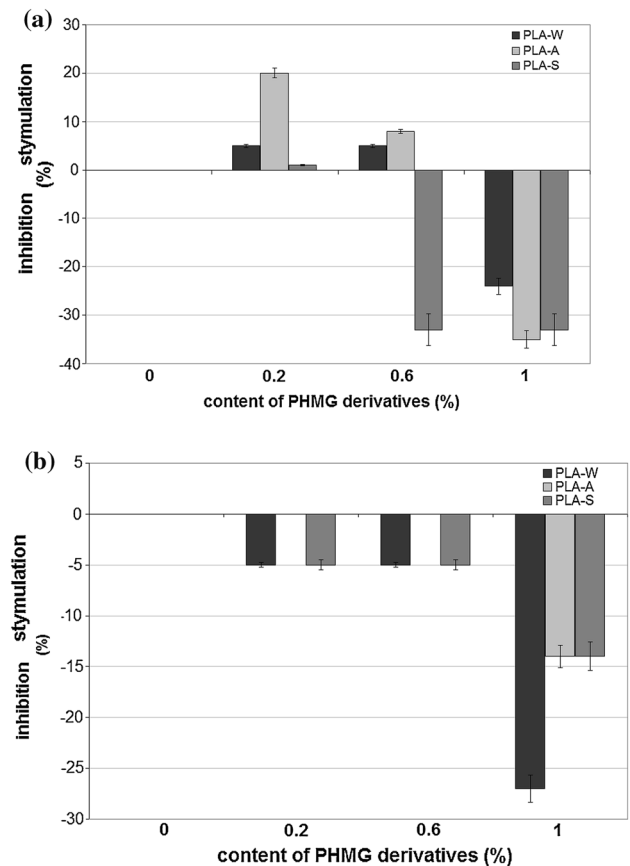 (a)
30
20
10
0
-10
-20
-30
-40
inhibition stymulation
(%)
PLA-W
PLA-A
PLA-S
0 0.2 0.6 1
content of PHMG derivatives (%)
(b)
5
0
-5
-10
-15
-20
-25
-30
inhibition stymulation
(%)
PLA-W
PLA-A
PLA-S
0 0.2 0.6 1
content of PHMG derivatives (%)